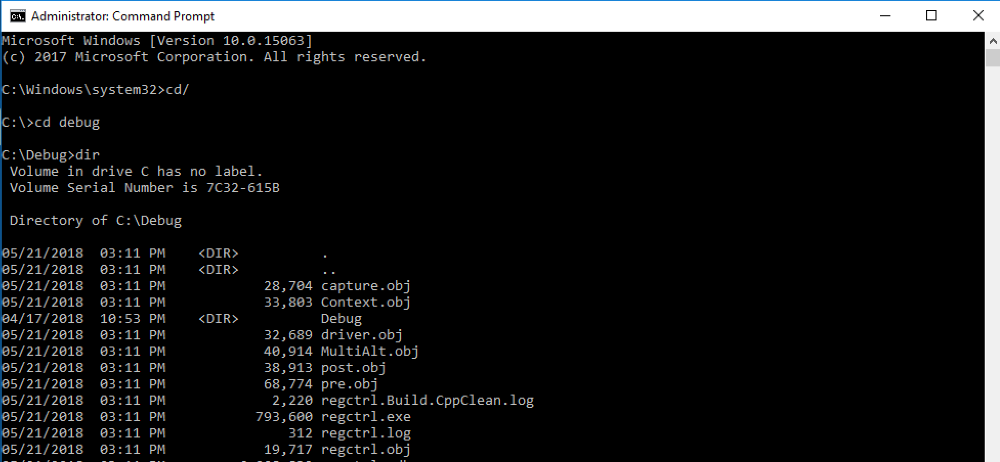 Administrator: Command Prompt
Microsoft Windows [Version 10.0.15063]
(c) 2017 Microsoft Corporation. All rights reserved.
C:\Windows\system32>cd/
C:\>cd debug
C:\Debug>dir
Volume in drive C has no label.
Volume Serial Number is 7C32-615B
Directory of C:\Debug
05/21/2018  03:11 PM    <DIR>          .
05/21/2018  03:11 PM    <DIR>          ..
05/21/2018  03:11 PM            28,704 capture.obj
05/21/2018  03:11 PM            33,803 Context.obj
04/17/2018  10:53 PM    <DIR>          Debug
05/21/2018  03:11 PM            32,689 driver.obj
05/21/2018  03:11 PM            40,914 MultiAlt.obj
05/21/2018  03:11 PM            38,913 post.obj
05/21/2018  03:11 PM            68,774 pre.obj
05/21/2018  03:11 PM             2,220 regctrl.Build.CppClean.log
05/21/2018  03:11 PM           793,600 regctrl.exe
05/21/2018  03:11 PM               312 regctrl.log
05/21/2018  03:11 PM            19,717 regctrl.obj